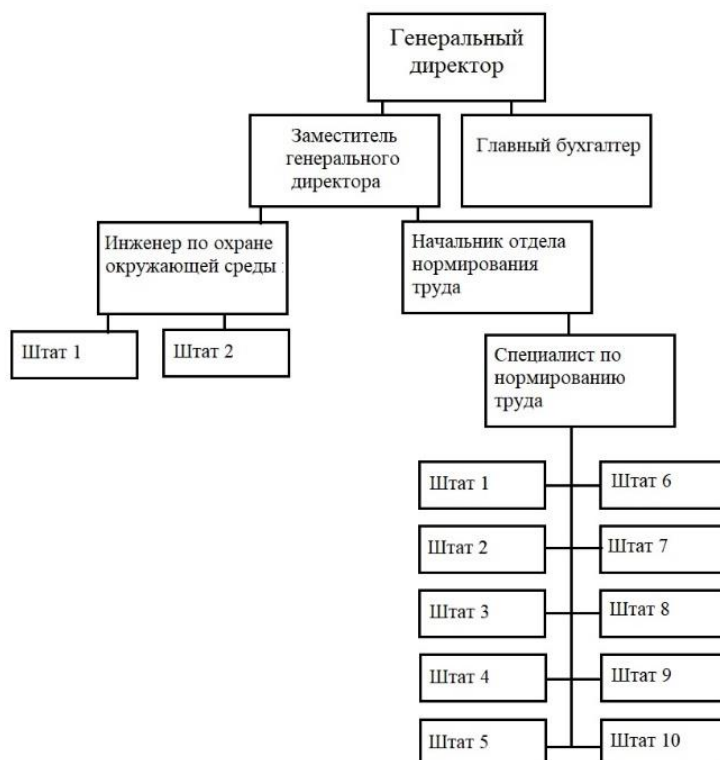 Генеральный
директор
Заместитель
генерального
директора
Главный бухгалтер
Инженер по охране
окружающей среды
Начальник отдела
нормирования
труда
Штат 1
Штат 2
Специалист по
нормированию
труда
Штат 1
Штат 6
Штат 2
Штат 7
Штат 3
Штат 8
Штат 4
Штат 9
Штат 5
Штат 10